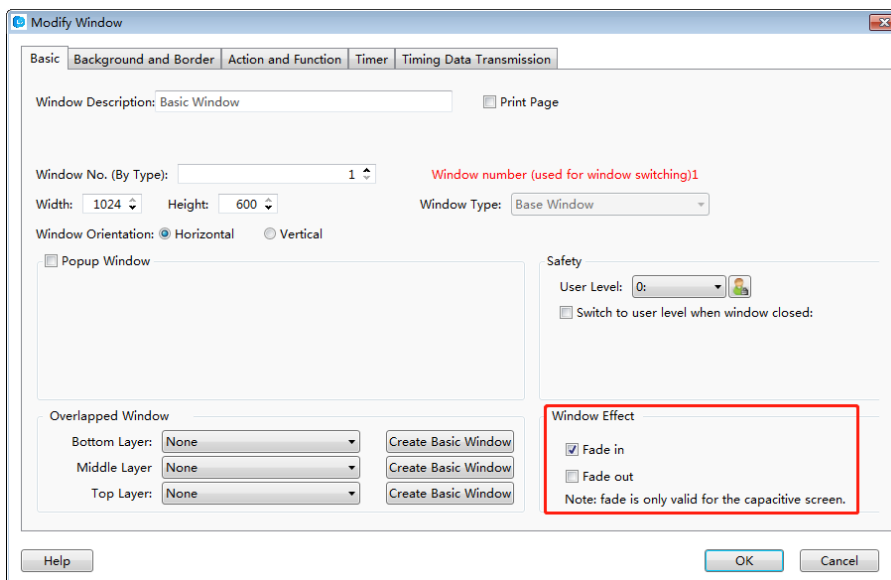 Modify Window
Basic Background and Border Action and Function Timer Timing Data Transmission
Window Description: Basic Window Print Page
Window No. (By Type): 1 Window number (used for window switching)1
Width: 1024 Height: 600 Window Type: Base Window
Window Orientation: Horizontal Vertical
Popup Window Safety
User Level: 0:
Switch to user level when window closed:
Overlapped Window Window Effect
Bottom Layer: None Create Basic Window Fade in
Middle Layer None Create Basic Window Fade out
Top Layer: None Create Basic Window Note: fade is only valid for the capacitive screen.
Help OK Cancel